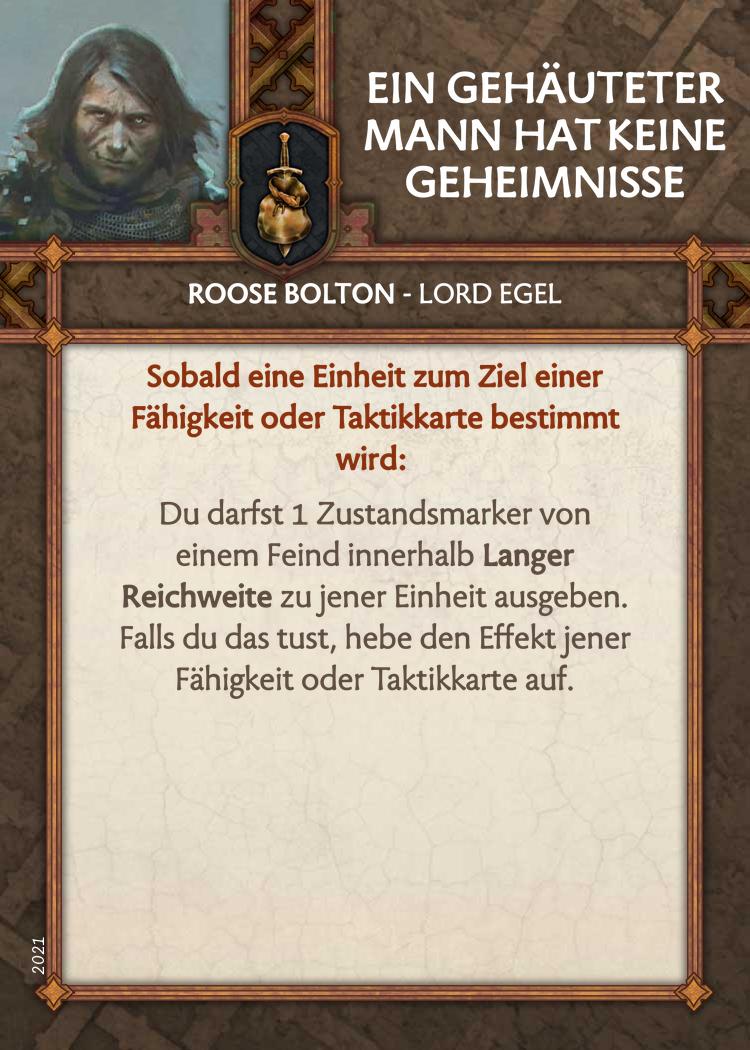 EIN GEHÄUTETER
MANN HAT KEINE
GEHEIMNISSE
ROOSE BOLTON - LORD EGEL
Sobald eine Einheit zum Ziel einer
Fähigkeit oder Taktikkarte bestimmt
wird:
Du darfst 1 Zustandsmarker von
einem Feind innerhalb Langer
Reichweite zu jener Einheit ausgeben.
Falls du das tust, hebe den Effekt jener
Fähigkeit oder Taktikkarte auf.
2021